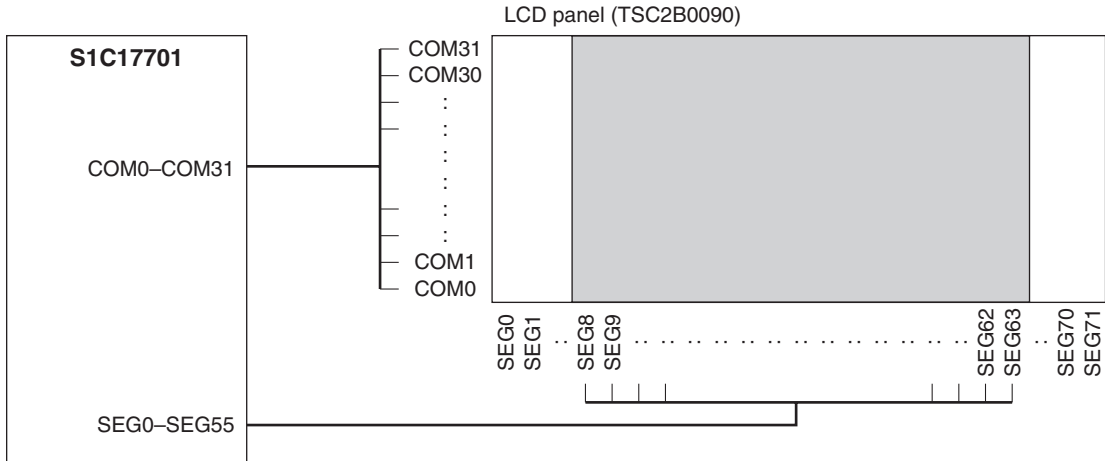 LCD panel (TSC2B0090)
S1C17701
COM31
COM30
:
:
:
:
:
:
COM1
COM0
COM0–COM31
SEG0
SEG1
..
SEG8
SEG9
.. .. .. .. .. .. .. .. .. .. .. .. ..
SEG62
SEG63
..
SEG70
SEG71
SEG0–SEG55